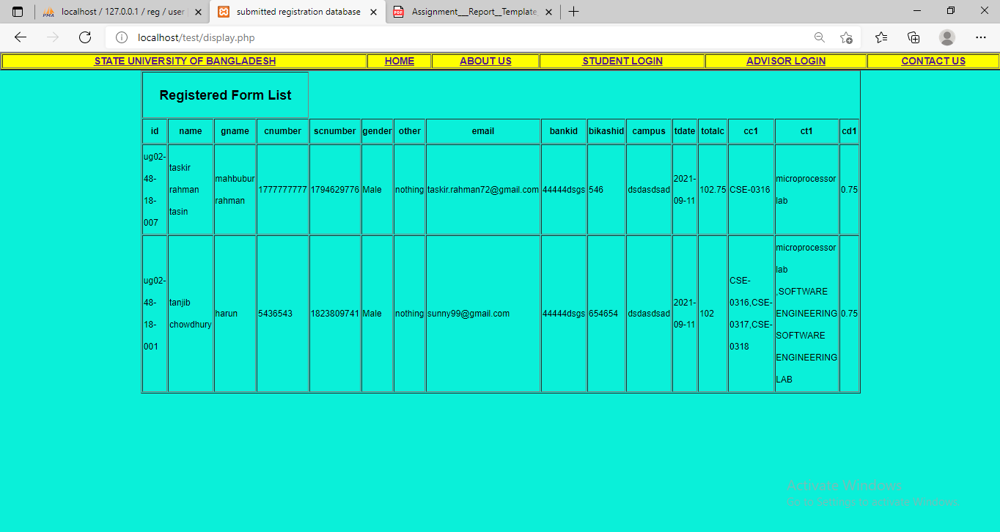 localhost / 127.0.0.1 / reg / user
submitted registration database
Assignment__Report__Template
localhost/test/display.php
STATE UNIVERSITY OF BANGLADESH HOME ABOUT US STUDENT LOGIN ADVISOR LOGIN CONTACT US
Registered Form List
id name gname cnumber scnumber gender other email bankid bikashid campus tdate totalc cc1 ct1 cd1
ug02-
48-
18-
007
taskir
rahman
tasin
mahbubur
rahman
1777777777
1794629776
Male
nothing
taskir.rahman72@gmail.com
44444dsgs
546
dsdasdsad
2021-
09-11
102.75
CSE-0316
microprocessor
lab
0.75
ug02-
48-
18-
001
tanjib
chowdhury
harun
5436543
1823809741
Male
nothing
sunny99@gmail.com
44444dsgs
654654
dsdasdsad
2021-
09-11
102
CSE-
0316,CSE-
0317,CSE-
0318
microprocessor
lab
,SOFTWARE
ENGINEERING
SOFTWARE
ENGINEERING
LAB
0.75
Activate Windows
Go to Settings to activate Windows.